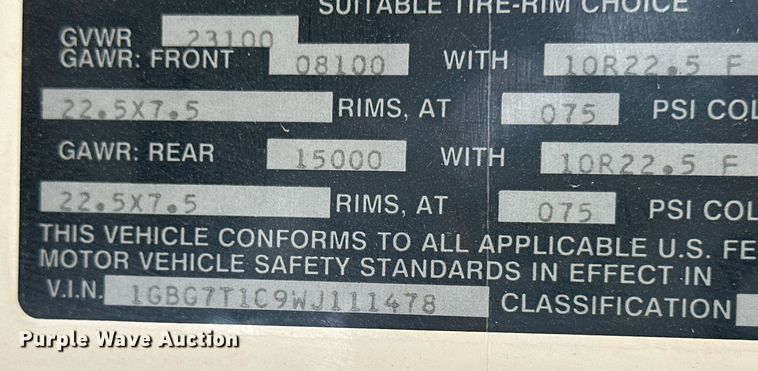 SUITABLE TIRE-RIM CHOICE
GVWR 23100
GAWR: FRONT 08100 WITH 10R22.5 F
22.5X7.5 RIMS, AT 075 PSI COL
GAWR: REAR 15000 WITH 10R22.5 F
22.5X7.5 RIMS, AT 075 PSI COL
THIS VEHICLE CONFORMS TO ALL APPLICABLE U.S. FE
MOTOR VEHICLE SAFETY STANDARDS IN EFFECT IN
V.I.N. 1GBG7T1C9WJ111478 CLASSIFICATION
Purple Wave Auction